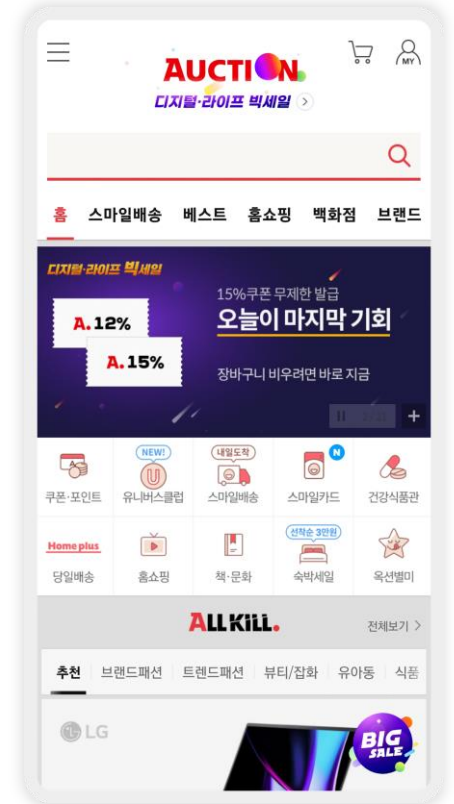 AUCTION.
MY
디지털·라이프 빅세일
홈 스마일배송 베스트 홈쇼핑 백화점 브랜드
디지털·라이프 빅세일
15%쿠폰 무제한 발급
오늘이 마지막 기회
A. 12%
A. 15%
장바구니 비우려면 바로 지금
NEW! 내일도착 N
쿠폰·포인트 유니버스클럽 스마일배송 스마일카드 건강식품관
선착순 3만원
Home plus
당일배송 홈쇼핑 책·문화 숙박세일 옥션별미
ALL KILL.
전체보기 >
추천 브랜드패션 트렌드패션 뷰티/잡화 유아동 식품
LG
BIG
SALE